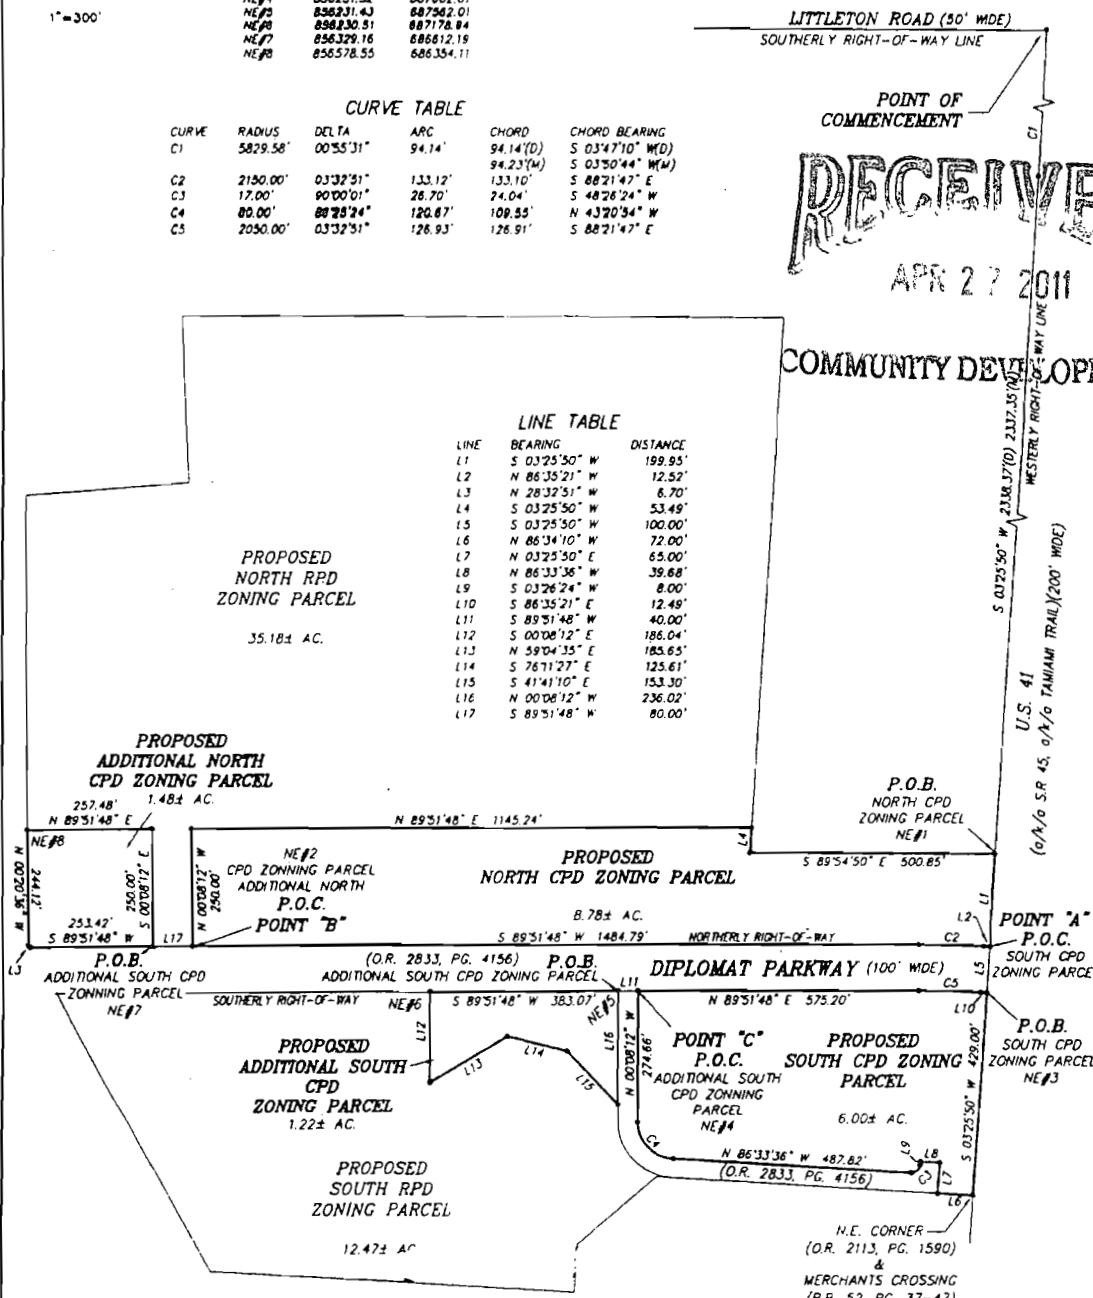 1"=300'
NE#5 856231.43 687562.01
NE#6 856230.51 687178.94
NE#7 856329.16 686612.19
NE#8 856578.55 686354.11
LITTLETON ROAD (50' WIDE)
SOUTHERLY RIGHT-OF-WAY LINE
POINT OF
COMMENCEMENT
CURVE TABLE
CURVE RADIUS DELTA ARC CHORD CHORD BEARING
C1 5829.58' 00°55'31" 94.14' 94.14'(D) S 03°47'10" W(D)
94.23'(M) S 03°50'44" W(M)
C2 2150.00' 03°32'51" 133.12' 133.10' S 88°21'47" E
C3 17.00' 90°00'01" 26.70' 24.04' S 48°26'24" W
C4 80.00' 86°25'24" 120.67' 109.55' N 43°20'54" W
C5 2050.00' 03°32'51" 126.93' 126.91' S 88°21'47" E
C1
RECEIVE
APR 2 2011
COMMUNITY DEVELOP
WESTERLY RIGHT-OF-WAY LINE
S 03°25'50" W 2338.37'(D) 2337.35'(M)
U.S. 41
(a/k/a S.R 45, a/k/a TAMIAMI TRAIL)(200' WIDE)
LINE TABLE
LINE BEARING DISTANCE
L1 S 03°25'50" W 199.95'
L2 N 86°35'21" W 12.52'
L3 N 28°32'51" W 6.70'
L4 S 03°25'50" W 53.49'
L5 S 03°25'50" W 100.00'
L6 N 86°34'10" W 72.00'
L7 N 03°25'50" E 65.00'
L8 N 86°33'36" W 39.68'
L9 S 03°26'24" W 8.00'
L10 S 86°35'21" E 12.49'
L11 S 89°51'48" W 40.00'
L12 S 00°08'12" E 186.04'
L13 N 59°04'35" E 185.65'
L14 S 76°11'27" E 125.61'
L15 S 41°41'10" E 153.30'
L16 N 00°08'12" W 236.02'
L17 S 89°51'48" W 80.00'
PROPOSED
NORTH RPD
ZONING PARCEL
35.18± AC.
PROPOSED
ADDITIONAL NORTH
CPD ZONING PARCEL
1.48± AC.
257.48'
N 89°51'48" E
NE#8
N 00°20'36" W
244.12'
250.00'
S 00°08'12" E
253.42'
S 89°51'48" W
L17
L3
N 89°51'48" E 1145.24'
L4
S 89°54'50" E 500.85'
P.O.B.
NORTH CPD
ZONING PARCEL
NE#1
N 00°08'12" W
250.00'
NE#2
CPD ZONNING PARCEL
ADDITIONAL NORTH
P.O.C.
POINT "B"
PROPOSED
NORTH CPD ZONING PARCEL
8.78± AC.
L1
L2
POINT "A"
P.O.C.
SOUTH CPD
ZONING PARCE
S 89°51'48" W 1484.79'
NORTHERLY RIGHT-OF-WAY
C2
L5
P.O.B.
ADDITIONAL SOUTH CPD
ZONNING PARCEL
NE#7
(O.R. 2833, PG. 4156)
P.O.B.
ADDITIONAL SOUTH CPD ZONING PARCEL
DIPLOMAT PARKWAY (100' WIDE)
SOUTHERLY RIGHT-OF-WAY
NE#6
S 89°51'48" W 383.07'
NE#5
L11
N 89°51'48" E 575.20'
C5
L10
P.O.B.
SOUTH CPD
ZONING PARCEL
NE#3
L12
L13
L14
L15
L16
N 00°08'12" W
274.66'
PROPOSED
ADDITIONAL SOUTH
CPD
ZONING PARCEL
1.22± AC.
POINT "C"
P.O.C.
ADDITIONAL SOUTH
CPD ZONNING
PARCEL
NE#4
PROPOSED
SOUTH CPD ZONING
PARCEL
6.00± AC.
S 03°25'50" W 429.00'
C4
N 86°33'36" W 487.82'
(O.R. 2833, PG. 4156)
L9
L8
C3
L7
L6
PROPOSED
SOUTH RPD
ZONING PARCEL
12.47± AC
N.E. CORNER
(O.R. 2113, PG. 1590)
&
MERCHANTS CROSSING